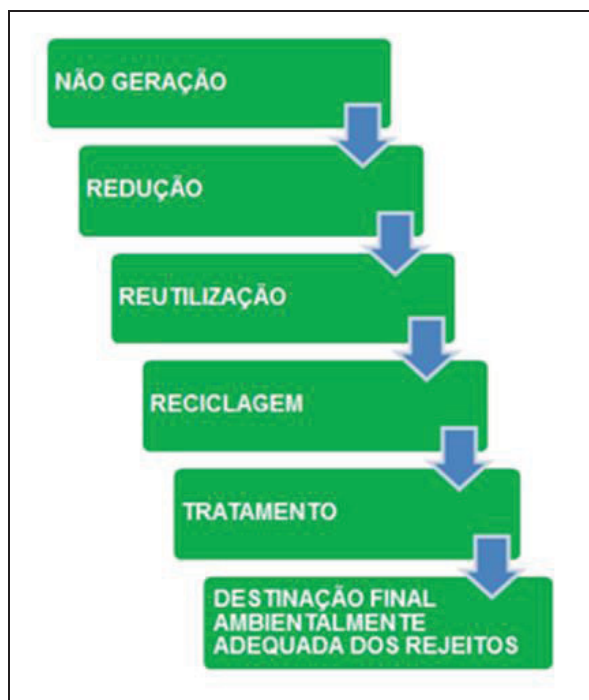 NÃO GERAÇÃO
REDUÇÃO
REUTILIZAÇÃO
RECICLAGEM
TRATAMENTO
DESTINAÇÃO FINAL
AMBIENTALMENTE
ADEQUADA DOS REJEITOS